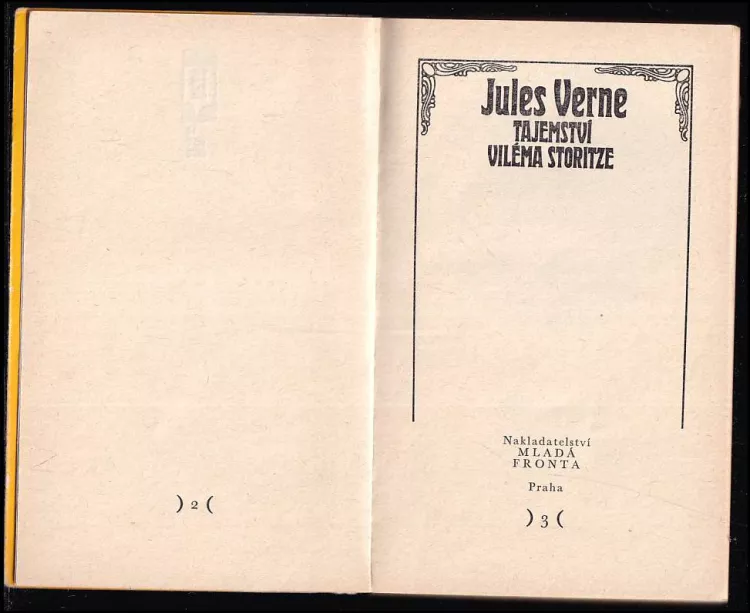 ) 2 (
Jules Verne
TAJEMSTVÍ
VILÉMA STORITZE
Nakladatelství
MLADÁ
FRONTA
Praha
) 3 (